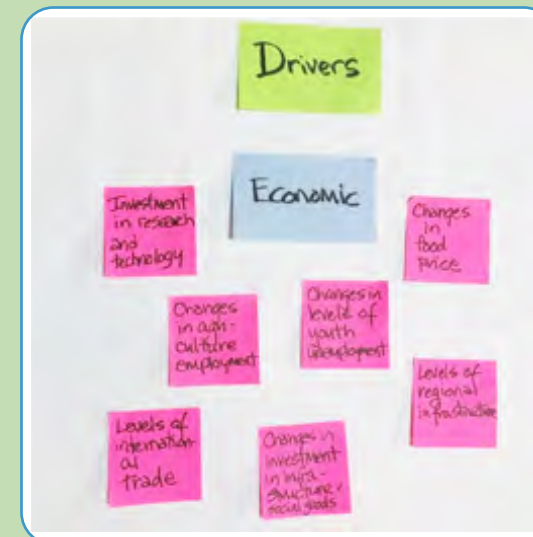 Drivers
Economic
Investment
in research
and
technology
Changes
in
food
price
Changes
in agri-
culture
employment
Changes in
levels of
youth
unemployment
Levels of
regional
infrastructure
Levels of
internation-
al
trade
Changes in
investment
in infra-
structure
social goods